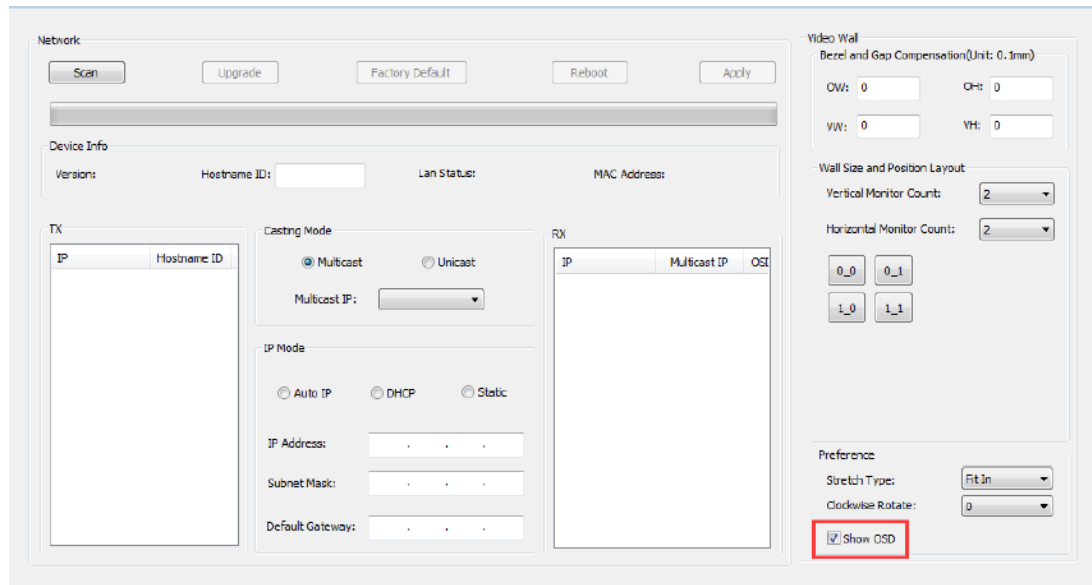 Network
Scan Upgrade Factory Default Reboot Apply
Device Info
Version: Hostname ID: Lan Status: MAC Address:
TX
IP Hostname ID
Casting Mode
Multicast Unicast
Multicast IP:
IP Mode
Auto IP DHCP Static
IP Address: . . .
Subnet Mask: . . .
Default Gateway: . . .
RX
IP Multicast IP OSI
Video Wall
Bezel and Gap Compensation(Unit: 0.1mm)
OW: 0 OH: 0
VW: 0 VH: 0
Wall Size and Position Layout
Vertical Monitor Count: 2
Horizontal Monitor Count: 2
0_0 0_1
1_0 1_1
Preference
Stretch Type: Fit In
Clockwise Rotate: 0
Show OSD